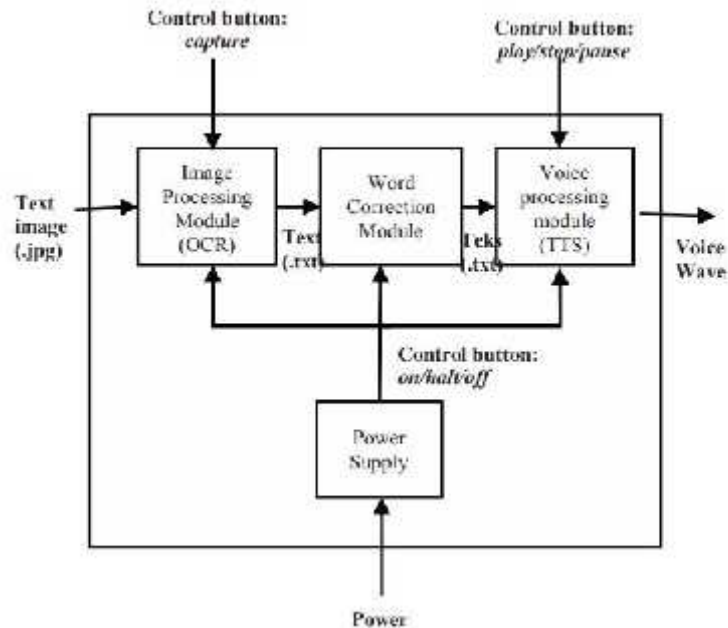 Control button:
capture
Control button:
play/stop/pause
Text
image
(.jpg)
Image
Processing
Module
(OCR)
Text
(.txt)
Word
Correction
Module
Teks
(.txt)
Voice
processing
module
(TTS)
Voice
Wave
Control button:
on/halt/off
Power
Supply
Power